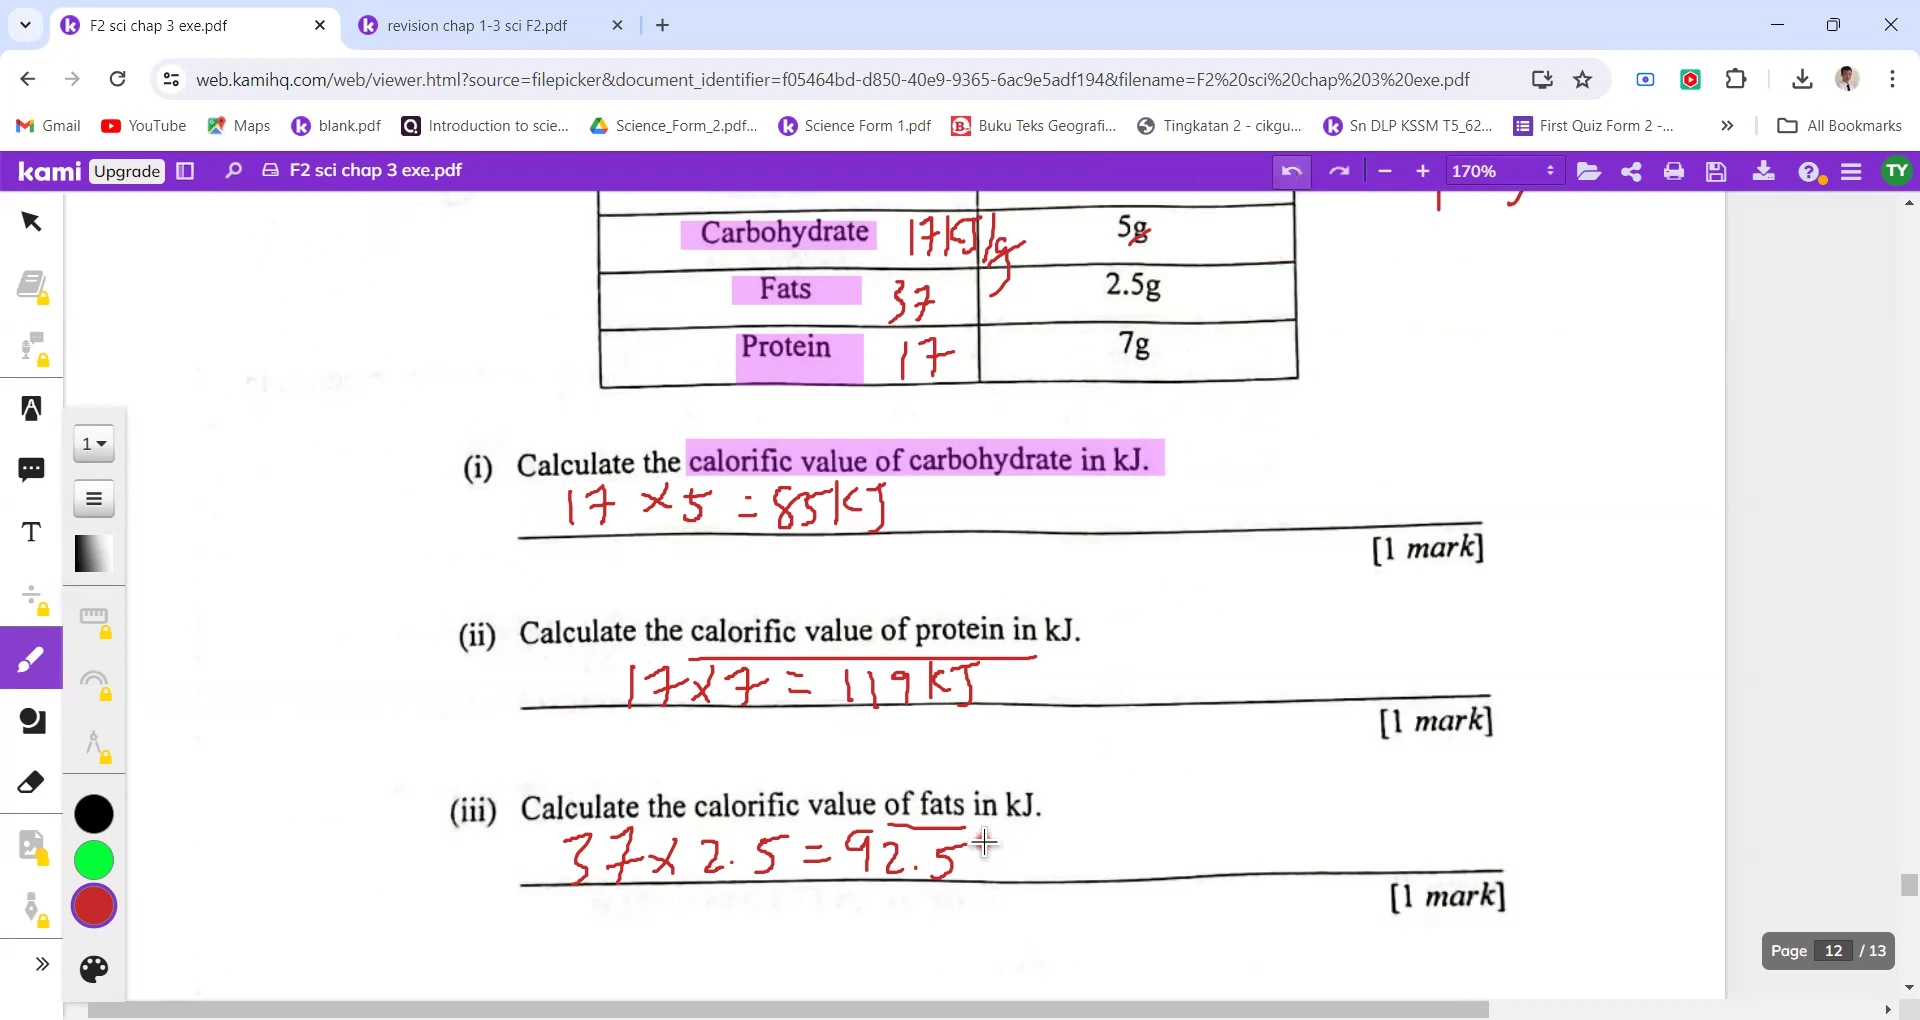 F2 sci chap 3 exe.pdf
revision chap 1-3 sci F2.pdf
web.kamihq.com/web/viewer.html?source=filepicker&document_identifier=f05464bd-d850-40e9-9365-6ac9e5adf194&filename=F2%20sci%20chap%203%20exe.pdf
Gmail YouTube Maps blank.pdf Introduction to scie... Science_Form_2.pdf... Science Form 1.pdf Buku Teks Geografi... Tingkatan 2 - cikgu... Sn DLP KSSM T5_62... First Quiz Form 2 -... » All Bookmarks
kami Upgrade F2 sci chap 3 exe.pdf 170% TY
Carbohydrate 17kJ/g 5g
Fats 37 2.5g
Protein 17 7g
1
(i) Calculate the calorific value of carbohydrate in kJ.
17 × 5 = 85kJ
[1 mark]
(ii) Calculate the calorific value of protein in kJ.
17×7 = 119kJ
[1 mark]
(iii) Calculate the calorific value of fats in kJ.
37× 2.5 = 92.5
[1 mark]
Page 12 / 13